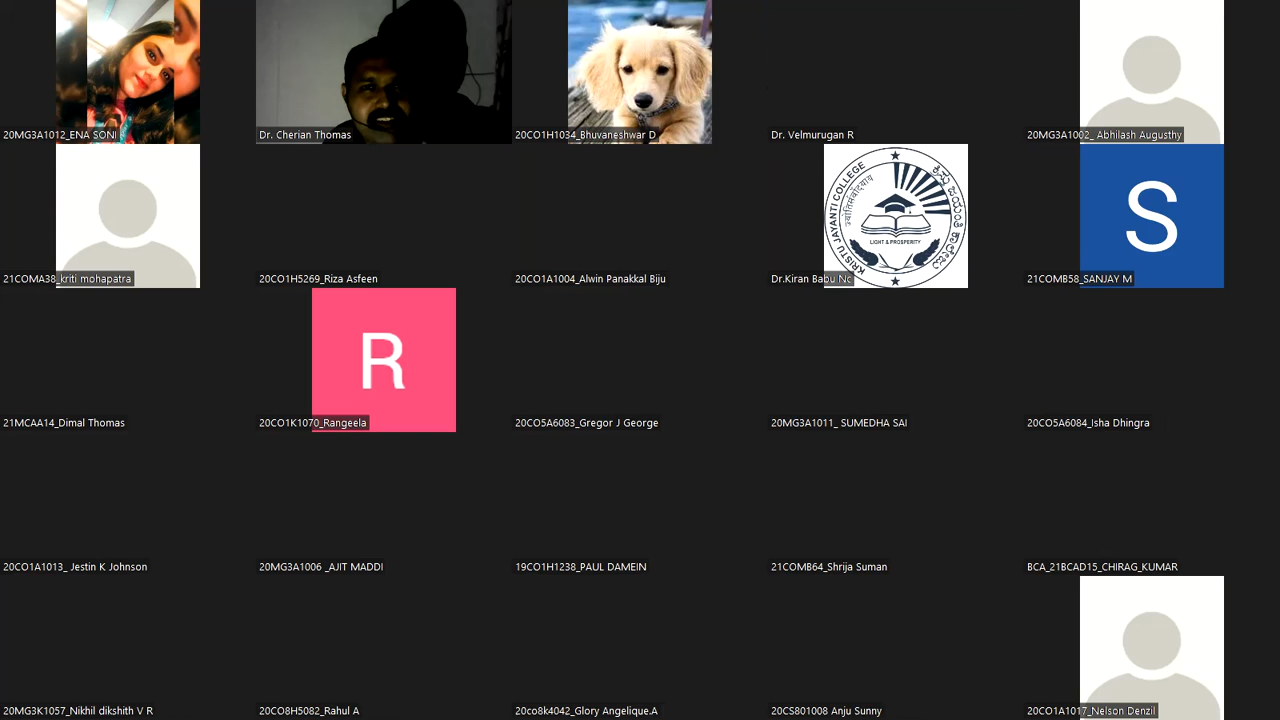 20MG3A1012_ENA SONI
Dr. Cherian Thomas
20CO1H1034_Bhuvaneshwar D
Dr. Velmurugan R
20MG3A1002_ Abhilash Augusthy
21COMA38_kriti mohapatra
20CO1H5269_Riza Asfeen
20CO1A1004_Alwin Panakkal Biju
KRISTU JAYANTI COLLEGE
ಕ್ರಿಸ್ತು ಜಯಂತಿ ಕಾಲೇಜು
LIGHT & PROSPERITY
Dr.Kiran Babu Nc
S
21COMB58_SANJAY M
21MCAA14_Dimal Thomas
R
20CO1K1070_Rangeela
20CO5A6083_Gregor J George
20MG3A1011_ SUMEDHA SAI
20CO5A6084_Isha Dhingra
20CO1A1013_ Jestin K Johnson
20MG3A1006 _AJIT MADDI
19CO1H1238_PAUL DAMEIN
21COMB64_Shrija Suman
BCA_21BCAD15_CHIRAG_KUMAR
20MG3K1057_Nikhil dikshith V R
20CO8H5082_Rahul A
20co8k4042_Glory Angelique.A
20CS801008 Anju Sunny
20CO1A1017_Nelson Denzil